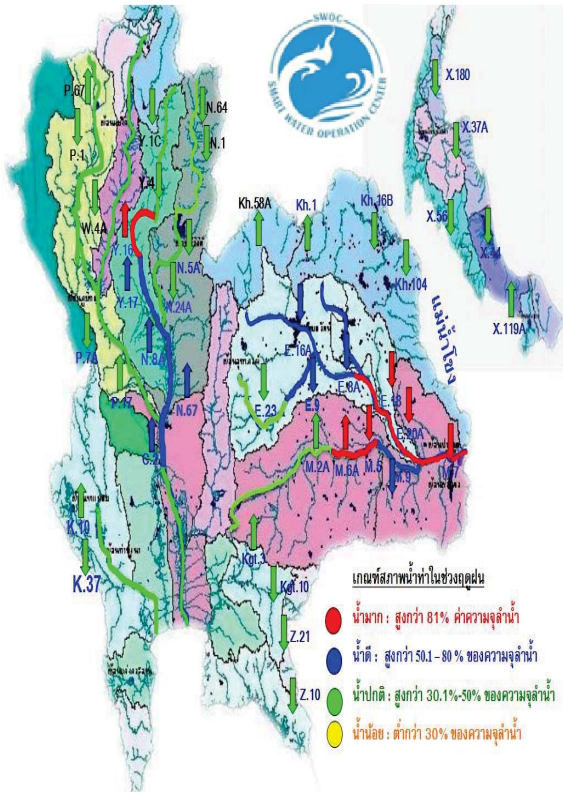 SWOC
SMART WATER OPERATION CENTER
P.67
N.64
X.180
Y.1C
N.1
X.37A
P.1
Y.4
W.4A
Kh.58A
Kh.1
Kh.16B
X.56
X.44
Y.16
N.5A
Kh.104
Y.17
N.24A
แม่น้ำโขง
X.119A
P.7A
N.8A
E.16A
E.8A
P.17
N.67
E.23
E.9
E.18
E.20A
C.2
M.2A
M.6A
M.5
M.9
M.7
K.10
K.37
Kgt.3
Kgt.10
Z.21
Z.10
เกณฑ์สภาพน้ำท่าในช่วงฤดูฝน
น้ำมาก : สูงกว่า 81% ค่าความจุลำน้ำ
น้ำดี : สูงกว่า 50.1 – 80 % ของความจุลำน้ำ
น้ำปกติ : สูงกว่า 30.1%-50% ของความจุลำน้ำ
น้ำน้อย : ต่ำกว่า 30% ของความจุลำน้ำ